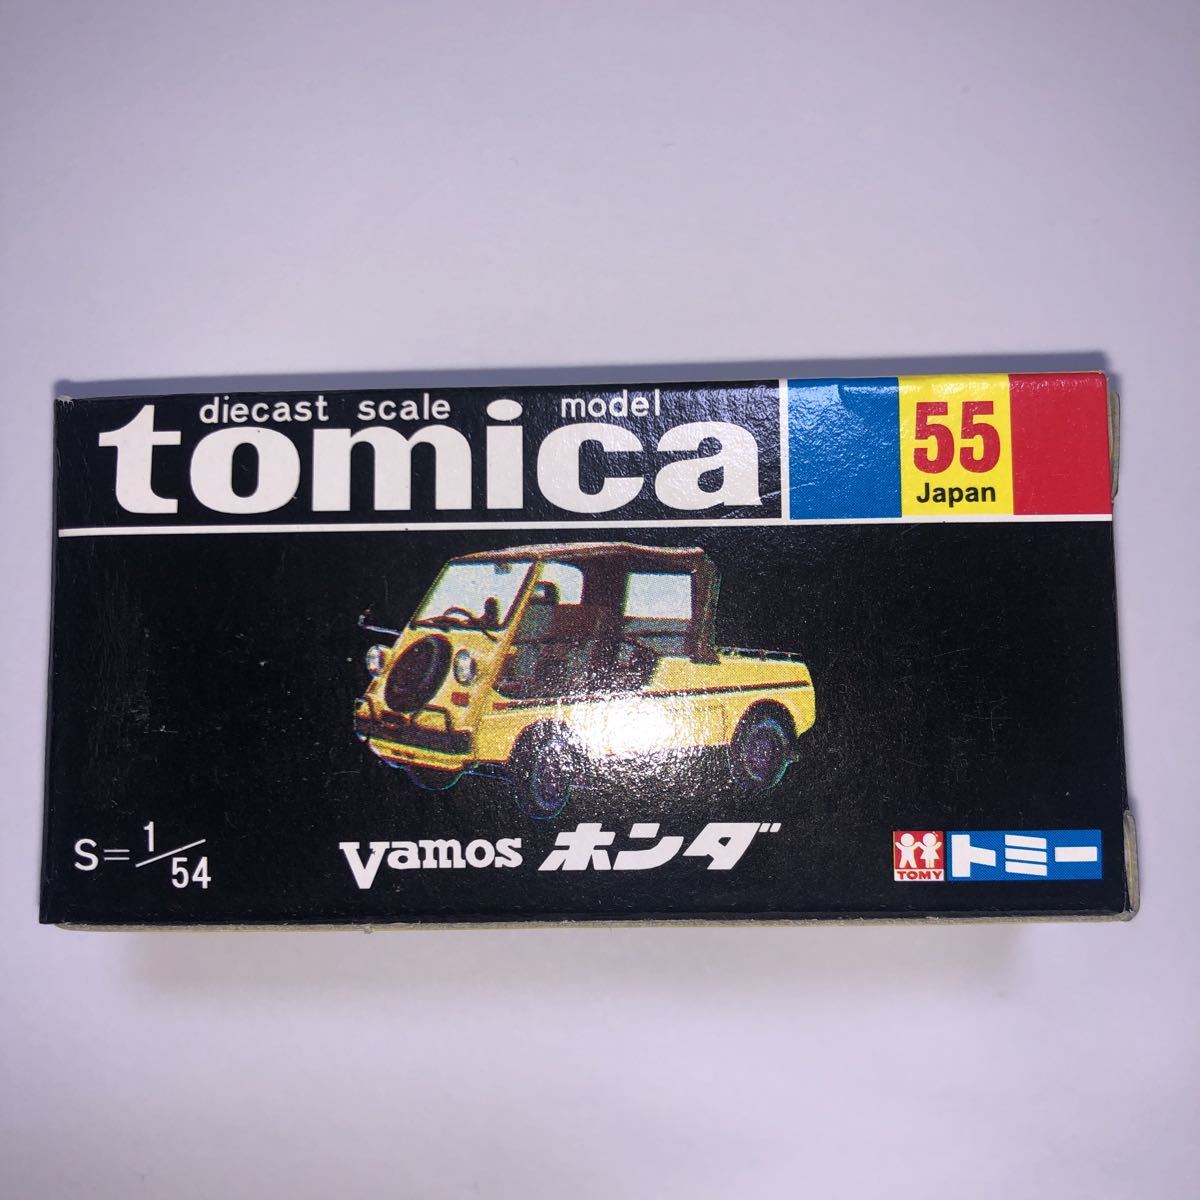 diecast scale model
tomica
55
Japan
S=1/54
Vamos ホンダ
TOMY
トミー